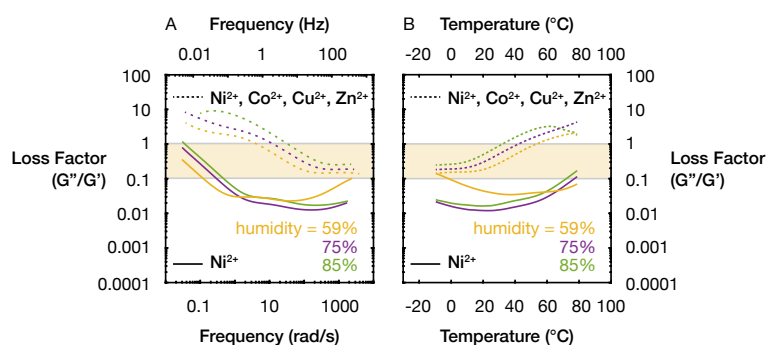 A
Frequency (Hz)
0.01 1 100
B
Temperature (°C)
-20 0 20 40 60 80 100
100
10
1
0.1
0.01
0.001
0.0001
Loss Factor
(G"/G')
Ni²⁺, Co²⁺, Cu²⁺, Zn²⁺
humidity = 59%
75%
85%
Ni²⁺
0.1 10 1000
Frequency (rad/s)
Ni²⁺, Co²⁺, Cu²⁺, Zn²⁺
humidity = 59%
75%
85%
Ni²⁺
-20 0 20 40 60 80 100
Temperature (°C)
100
10
1
0.1
0.01
0.001
0.0001
Loss Factor
(G"/G')